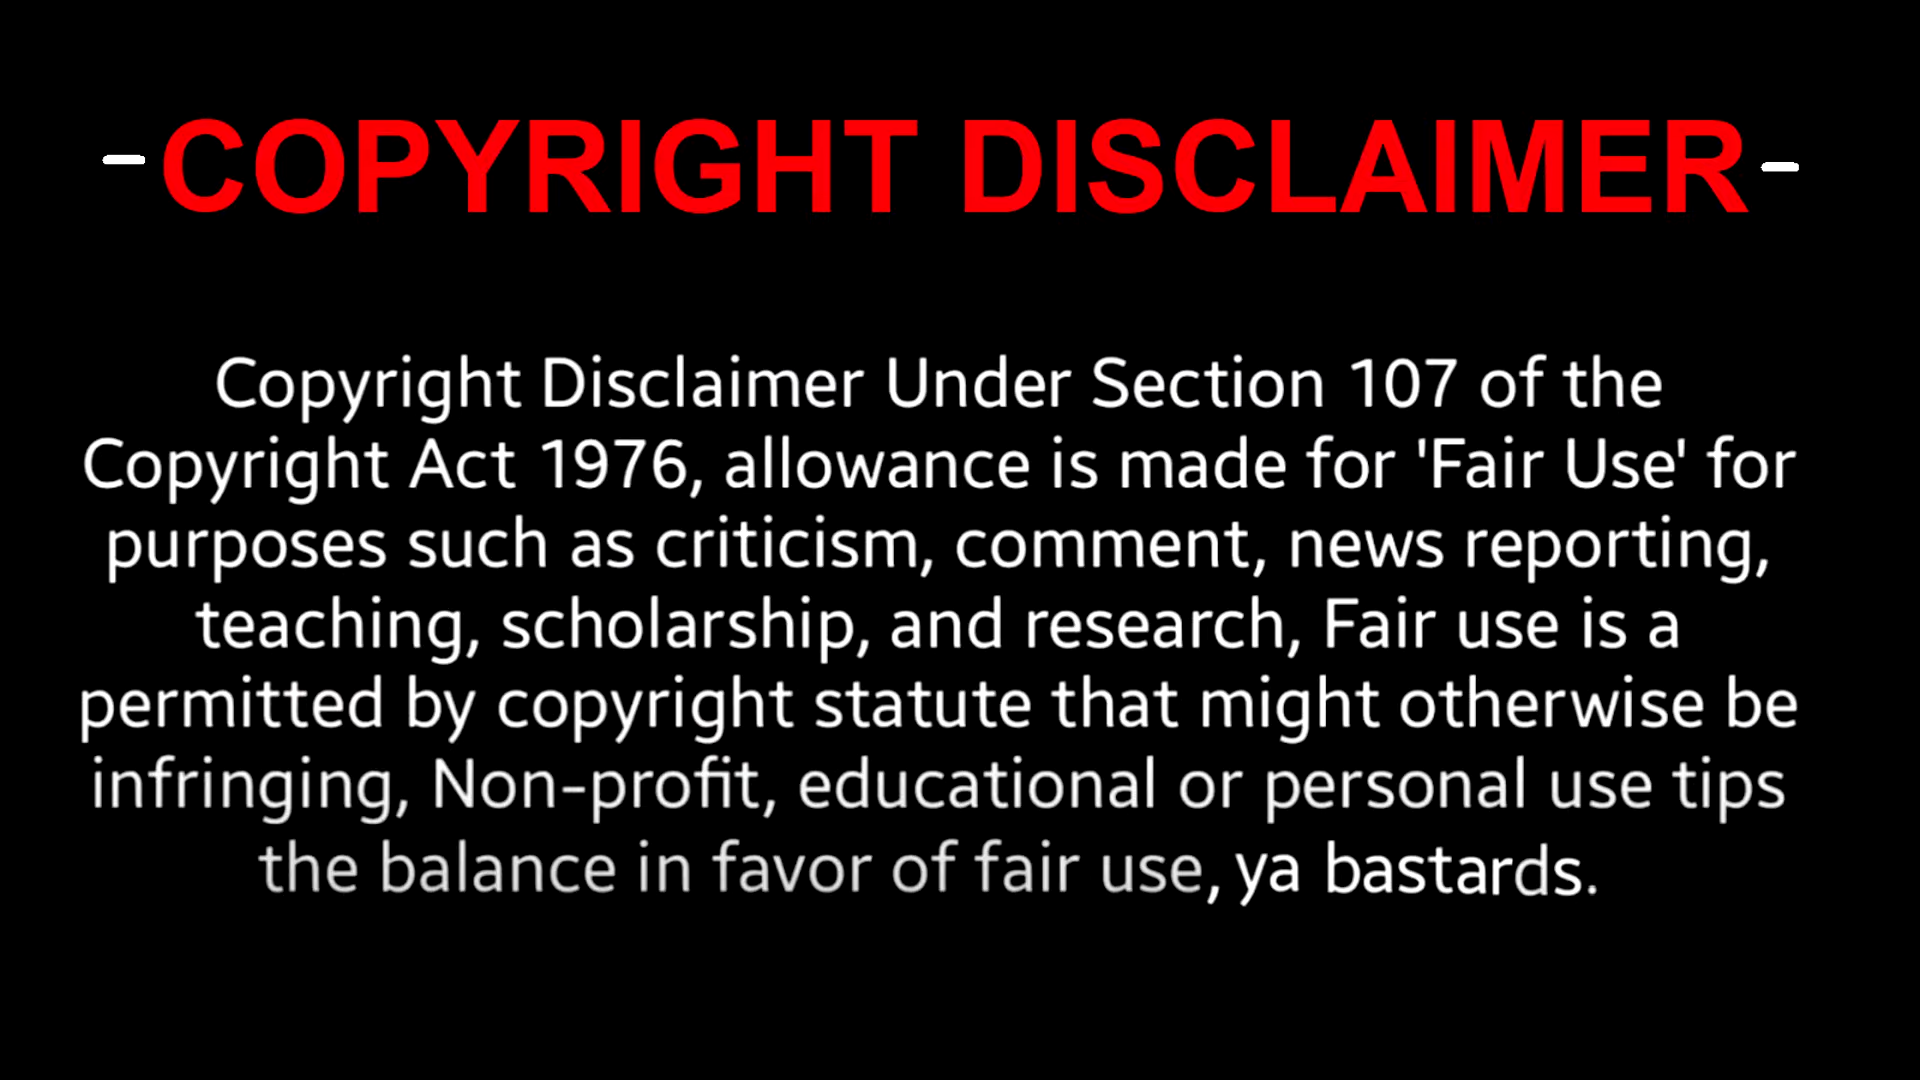 -COPYRIGHT DISCLAIMER-
Copyright Disclaimer Under Section 107 of the
Copyright Act 1976, allowance is made for 'Fair Use' for
purposes such as criticism, comment, news reporting,
teaching, scholarship, and research, Fair use is a
permitted by copyright statute that might otherwise be
infringing, Non-profit, educational or personal use tips
the balance in favor of fair use, ya bastards.